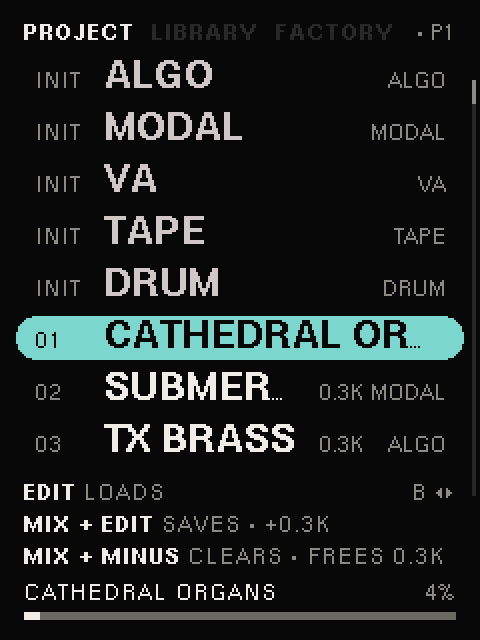 PROJECT LIBRARY FACTORY · P1
INIT ALGO ALGO
INIT MODAL MODAL
INIT VA VA
INIT TAPE TAPE
INIT DRUM DRUM
01 CATHEDRAL OR...
02 SUBMER... 0.3K MODAL
03 TX BRASS 0.3K ALGO
EDIT LOADS B ◂▸
MIX + EDIT SAVES · +0.3K
MIX + MINUS CLEARS · FREES 0.3K
CATHEDRAL ORGANS 4%